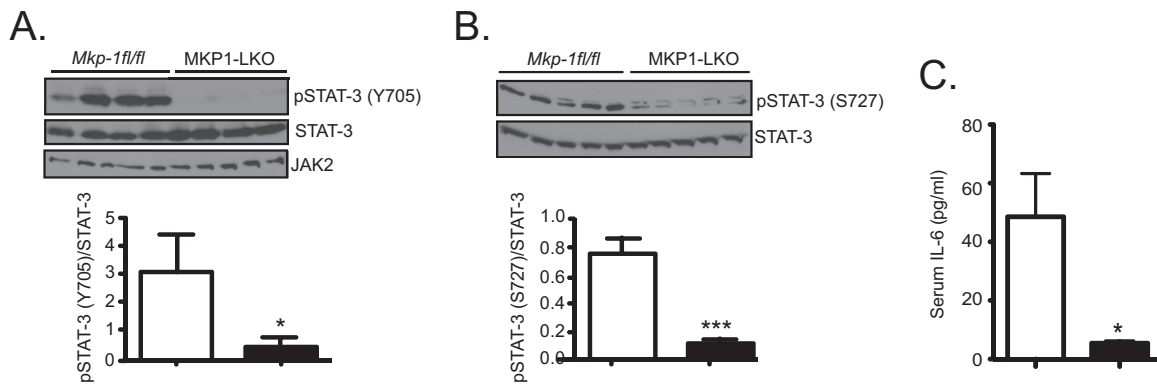 A.
Mkp-1fl/fl MKP1-LKO
pSTAT-3 (Y705)
STAT-3
JAK2
pSTAT-3 (Y705)/STAT-3
5
4
3
2
1
0
*
B.
Mkp-1fl/fl MKP1-LKO
pSTAT-3 (S727)
STAT-3
pSTAT-3 (S727)/STAT-3
1.0
0.8
0.6
0.4
0.2
0.0
***
C.
Serum IL-6 (pg/ml)
80
60
40
20
0
*